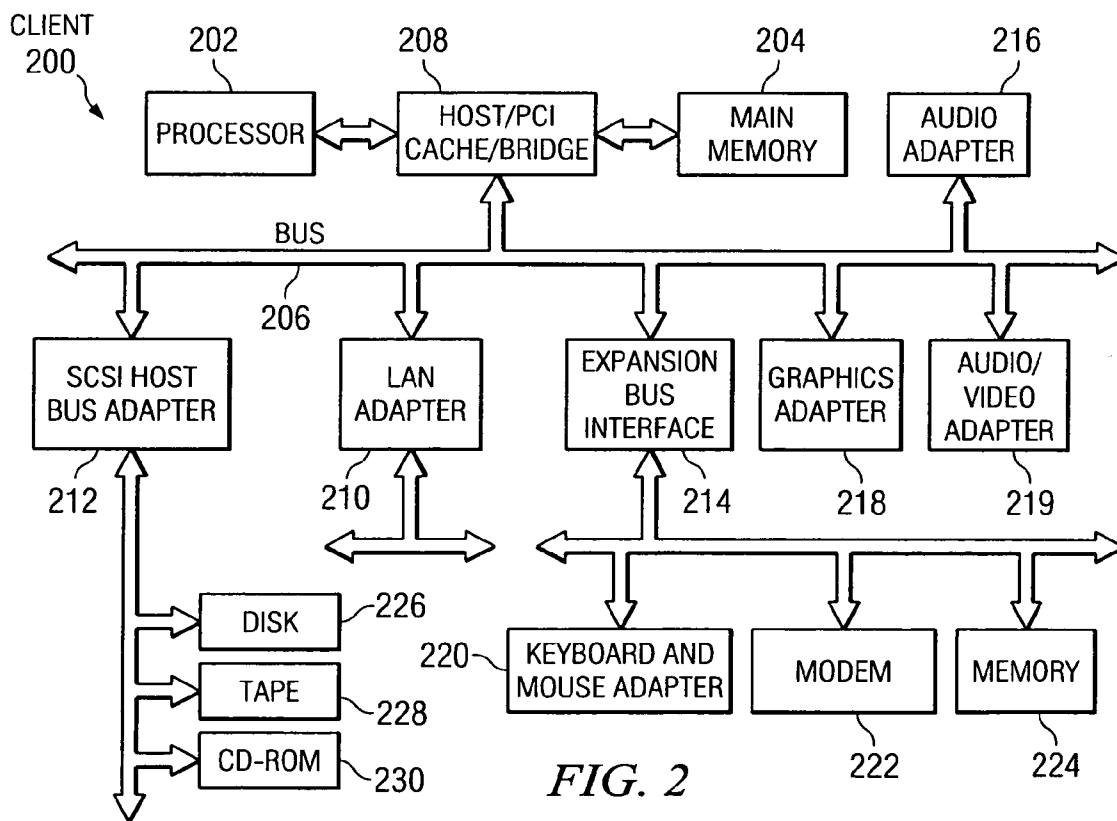 CLIENT
200
202
208
204
216
PROCESSOR
HOST/PCI
CACHE/BRIDGE
MAIN
MEMORY
AUDIO
ADAPTER
BUS
206
SCSI HOST
BUS ADAPTER
LAN
ADAPTER
EXPANSION
BUS
INTERFACE
GRAPHICS
ADAPTER
AUDIO/
VIDEO
ADAPTER
212
210
214
218
219
DISK
226
TAPE
228
CD-ROM
230
220
KEYBOARD AND
MOUSE ADAPTER
MODEM
MEMORY
222
224
FIG. 2